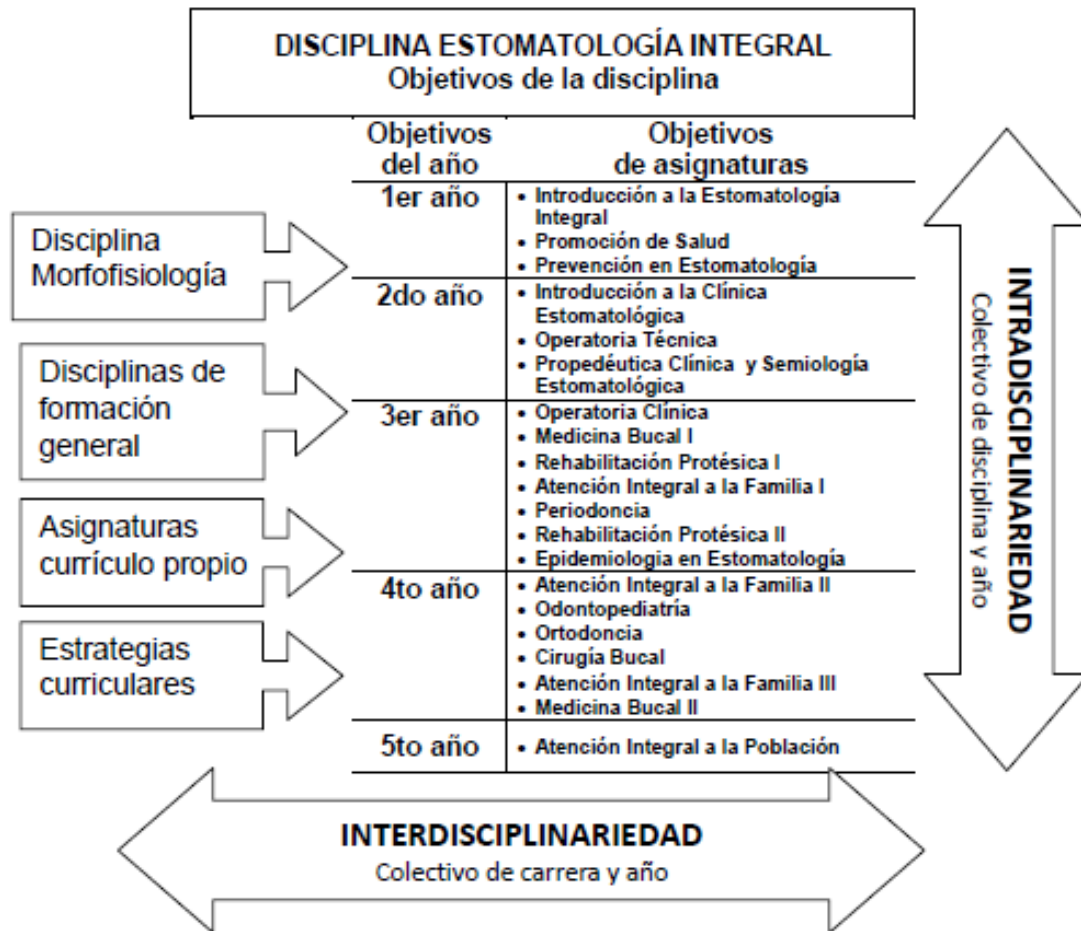 DISCIPLINA ESTOMATOLOGÍA INTEGRAL
Objetivos de la disciplina
Objetivos
del año
Objetivos
de asignaturas
1er año
• Introducción a la Estomatología
Integral
• Promoción de Salud
• Prevención en Estomatología
2do año
• Introducción a la Clínica
Estomatológica
• Operatoria Técnica
• Propedéutica Clínica y Semiología
Estomatológica
3er año
• Operatoria Clínica
• Medicina Bucal I
• Rehabilitación Protésica I
• Atención Integral a la Familia I
• Periodoncia
• Rehabilitación Protésica II
• Epidemiologia en Estomatología
4to año
• Atención Integral a la Familia II
• Odontopediatría
• Ortodoncia
• Cirugía Bucal
• Atención Integral a la Familia III
• Medicina Bucal II
5to año
• Atención Integral a la Población
Disciplina
Morfofisiología
Disciplinas de
formación
general
Asignaturas
currículo propio
Estrategias
curriculares
INTRADISCIPLINARIEDAD
Colectivo de disciplina y año
INTERDISCIPLINARIEDAD
Colectivo de carrera y año